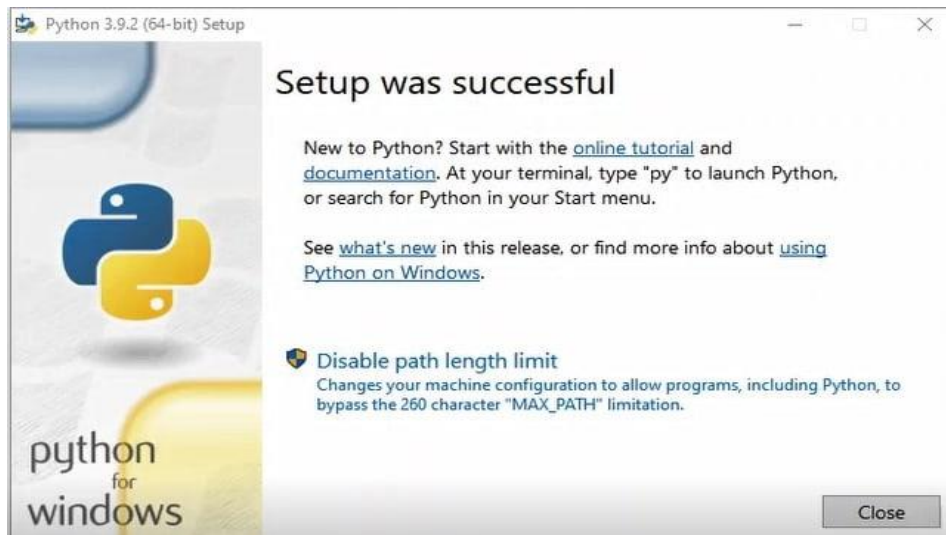 Python 3.9.2 (64-bit) Setup
Setup was successful
New to Python? Start with the online tutorial and
documentation. At your terminal, type "py" to launch Python,
or search for Python in your Start menu.
See what's new in this release, or find more info about using
Python on Windows.
Disable path length limit
Changes your machine configuration to allow programs, including Python, to
bypass the 260 character "MAX_PATH" limitation.
python
for
windows
Close